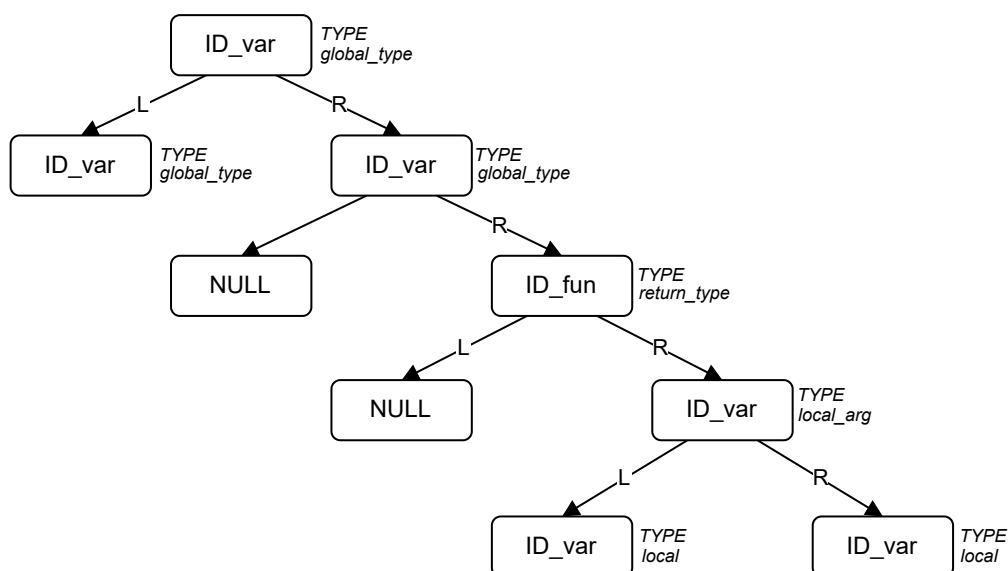 ID_var
TYPE
global_type
L
R
ID_var
TYPE
global_type
ID_var
TYPE
global_type
R
NULL
ID_fun
TYPE
return_type
L
R
NULL
ID_var
TYPE
local_arg
L
R
ID_var
TYPE
local
ID_var
TYPE
local